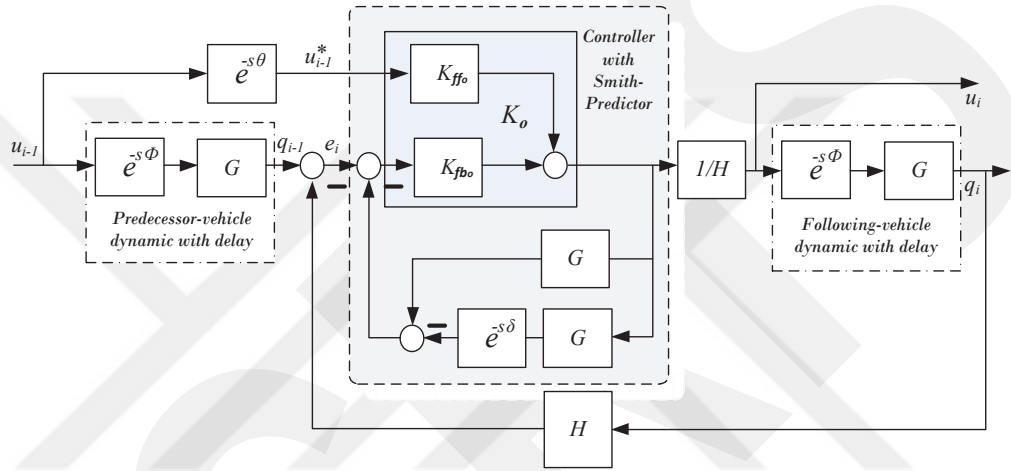 Controller
with
Smith-
Predictor
e^{-sθ}
u*_{i-1}
K_{ffo}
K_o
u_i
u_{i-1}
e^{-sΦ}
G
q_{i-1}
e_i
K_{fbo}
1/H
e^{-sΦ}
G
q_i
Predecessor-vehicle
dynamic with delay
Following-vehicle
dynamic with delay
G
e^{-sδ}
G
H